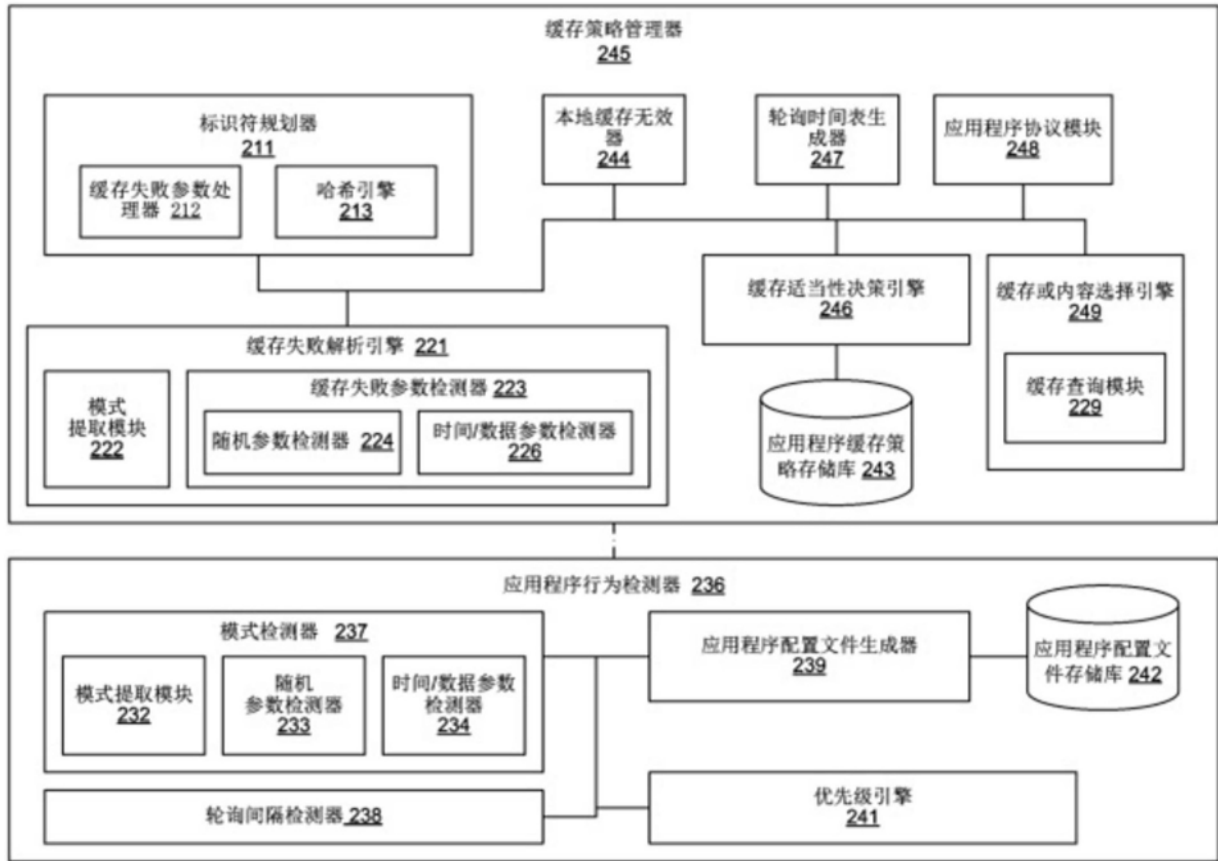 缓存策略管理器
245
标识符规划器
211
缓存失败参数处
理器 212
哈希引擎
213
本地缓存无效
器
244
轮询时间表生
成器
247
应用程序协议模块
248
缓存适当性决策引擎
246
缓存或内容选择引擎
249
缓存查询模块
229
应用程序缓存策
略存储库 243
缓存失败解析引擎 221
模式
提取模块
222
缓存失败参数检测器 223
随机参数检测器 224
时间/数据参数检测器
226
应用程序行为检测器 236
模式检测器 237
模式提取模块
232
随机
参数检测器
233
时间/数据参数
检测器
234
应用程序配置文件生成器
239
应用程序配置文
件存储库 242
轮询间隔检测器 238
优先级引擎
241